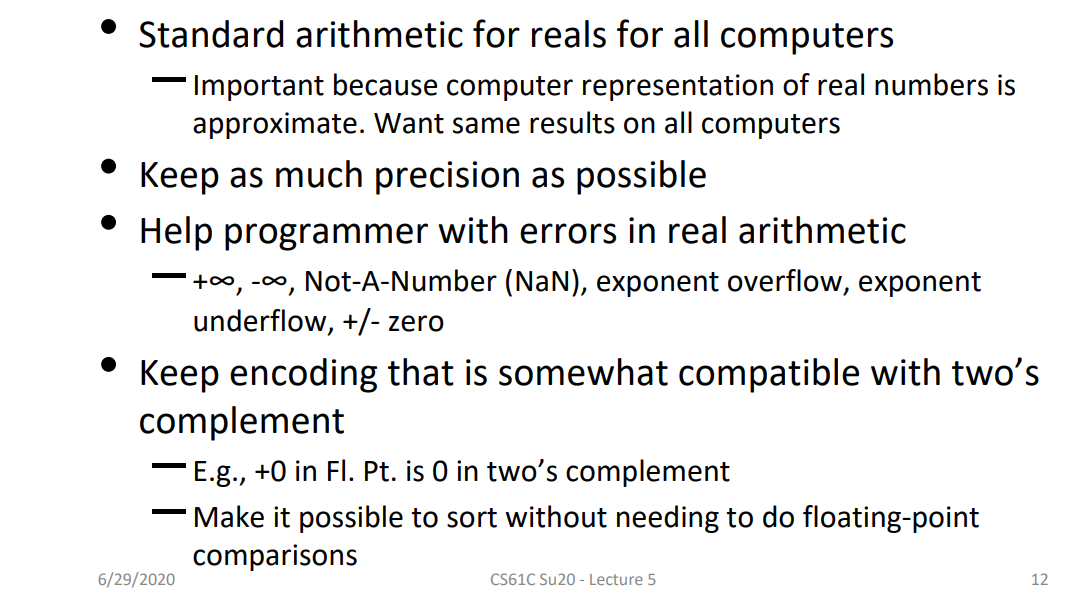 • Standard arithmetic for reals for all computers
— Important because computer representation of real numbers is
approximate. Want same results on all computers
• Keep as much precision as possible
• Help programmer with errors in real arithmetic
— +∞, -∞, Not-A-Number (NaN), exponent overflow, exponent
underflow, +/- zero
• Keep encoding that is somewhat compatible with two’s
complement
— E.g., +0 in Fl. Pt. is 0 in two’s complement
— Make it possible to sort without needing to do floating-point
comparisons
6/29/2020 CS61C Su20 - Lecture 5 12